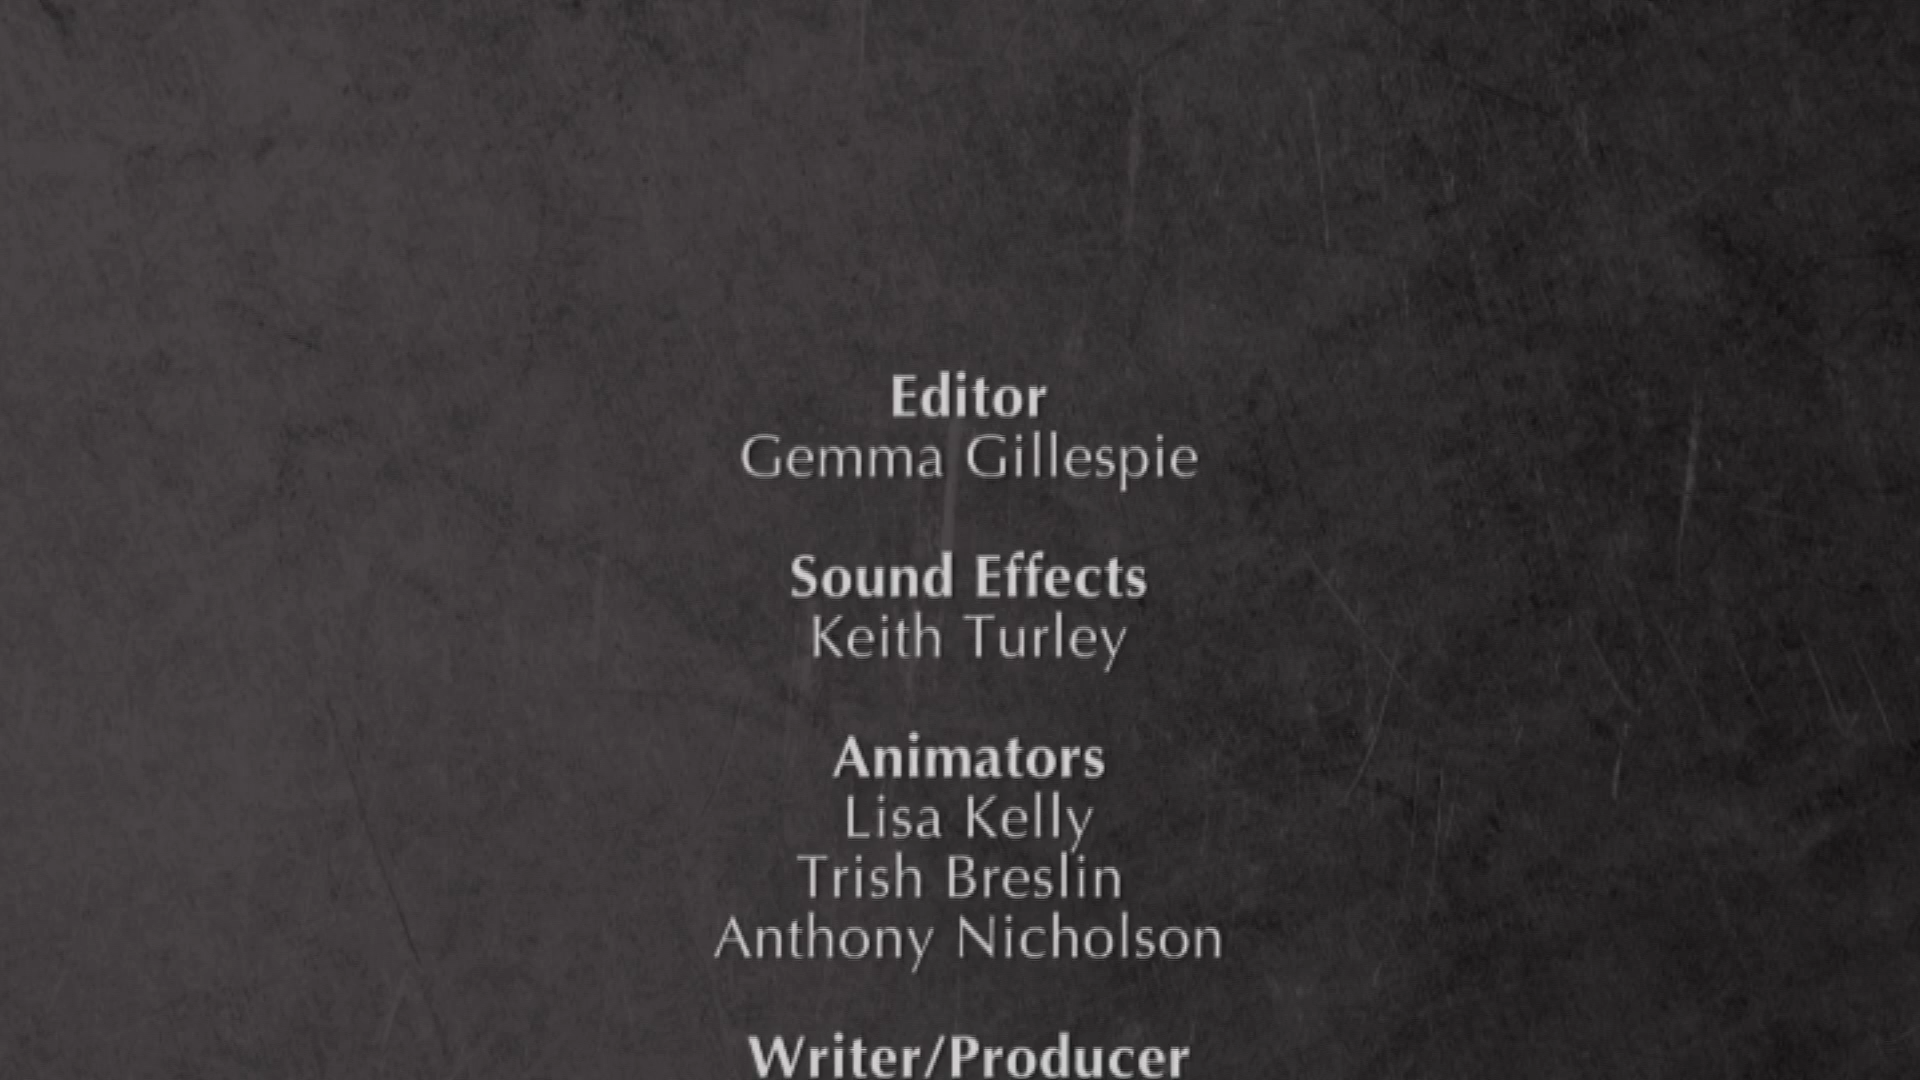 Editor
Gemma Gillespie
Sound Effects
Keith Turley
Animators
Lisa Kelly
Trish Breslin
Anthony Nicholson
Writer/Producer